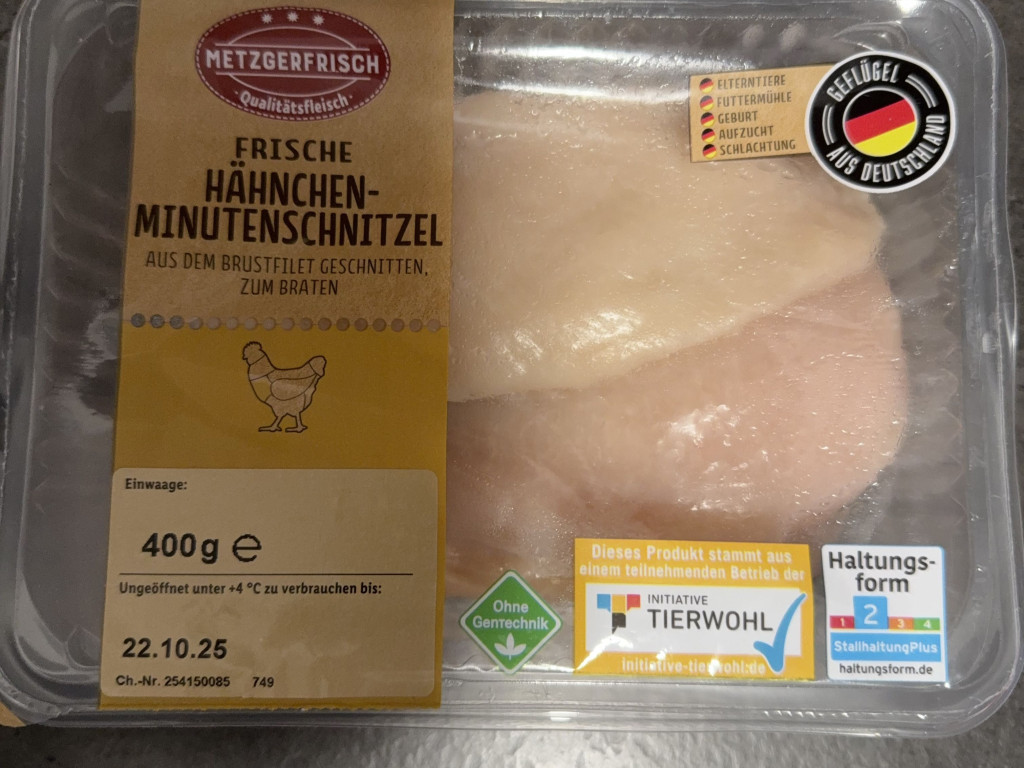 METZGERFRISCH
Qualitätsfleisch
FRISCHE
HÄHNCHEN-
MINUTENSCHNITZEL
AUS DEM BRUSTFILET GESCHNITTEN,
ZUM BRATEN
Einwaage:
400g ℮
Ungeöffnet unter +4 °C zu verbrauchen bis:
22.10.25
Ch.-Nr. 254150085 749
ELTERNTIERE
FUTTERMÜHLE
GEBURT
AUFZUCHT
SCHLACHTUNG
GEFLÜGEL
AUS DEUTSCHLAND
Ohne
GenTechnik
Dieses Produkt stammt aus
einem teilnehmenden Betrieb der
INITIATIVE
TIERWOHL
initiative-tierwohl.de
Haltungs-
form
1 2 3 4
StallhaltungPlus
haltungsform.de